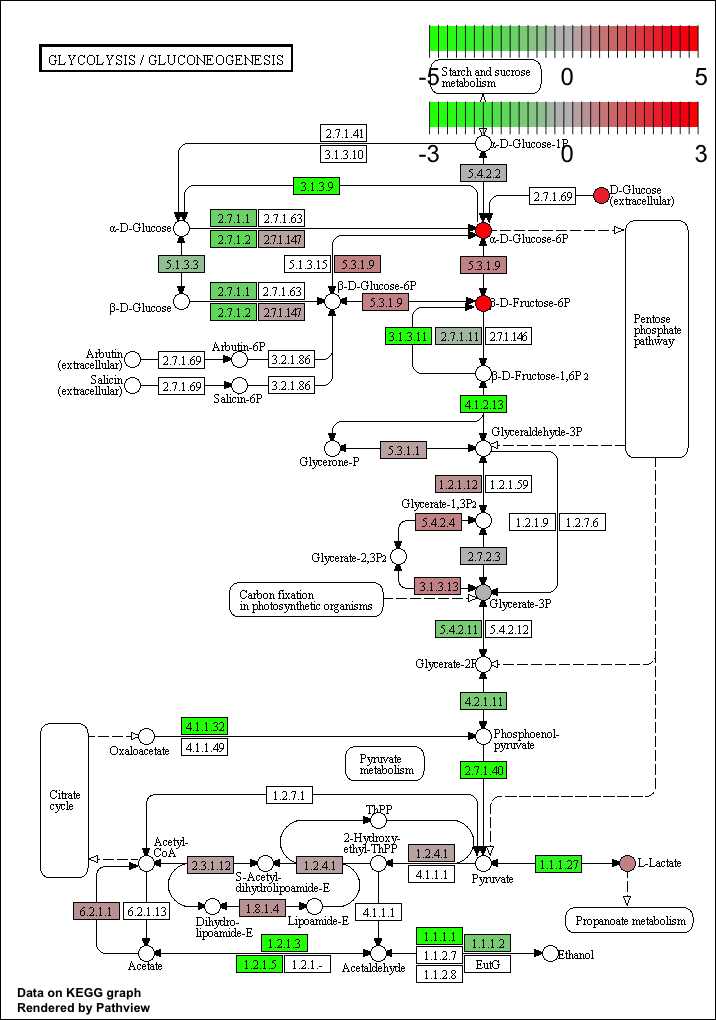 GLYCOLYSIS / GLUCONEOGENESIS
-5 0 5
Starch and sucrose
metabolism
-3 0 3
2.7.1.41
3.1.3.10
α-D-Glucose-1P
5.4.2.2
3.1.3.9
2.7.1.69
D-Glucose
(extracellular)
α-D-Glucose
2.7.1.1
2.7.1.63
2.7.1.2
2.7.1.147
α-D-Glucose-6P
5.1.3.3
5.3.1.15
5.3.1.9
5.3.1.9
Pentose
phosphate
pathway
β-D-Glucose
2.7.1.1
2.7.1.63
2.7.1.2
2.7.1.147
β-D-Glucose-6P
5.3.1.9
β-D-Fructose-6P
3.1.3.11
2.7.1.11
2.7.1.146
Arbutin
(extracellular)
2.7.1.69
Arbutin-6P
3.2.1.86
Salicin
(extracellular)
2.7.1.69
Salicin-6P
3.2.1.86
β-D-Fructose-1,6P2
4.1.2.13
Glyceraldehyde-3P
Glycerone-P
5.3.1.1
1.2.1.12
1.2.1.59
Glycerate-1,3P2
5.4.2.4
1.2.1.9
1.2.7.6
Glycerate-2,3P2
2.7.2.3
3.1.3.13
Carbon fixation
in photosynthetic organisms
Glycerate-3P
5.4.2.11
5.4.2.12
Glycerate-2P
4.2.1.11
4.1.1.32
4.1.1.49
Oxaloacetate
Phosphoenol-
pyruvate
Citrate
cycle
Pyruvate
metabolism
2.7.1.40
1.2.7.1
ThPP
Acetyl-
CoA
2-Hydroxy-
ethyl-ThPP
2.3.1.12
1.2.4.1
1.2.4.1
4.1.1.1
S-Acetyl-
dihydrolipoamide-E
Pyruvate
1.1.1.27
L-Lactate
6.2.1.1
6.2.1.13
1.8.1.4
Dihydro-
lipoamide-E
Lipoamide-E
4.1.1.1
Propanoate metabolism
1.2.1.3
1.2.1.5
1.2.1.-
Acetate
Acetaldehyde
1.1.1.1
1.1.1.2
1.1.2.7
EutG
1.1.2.8
Ethanol
Data on KEGG graph
Rendered by Pathview